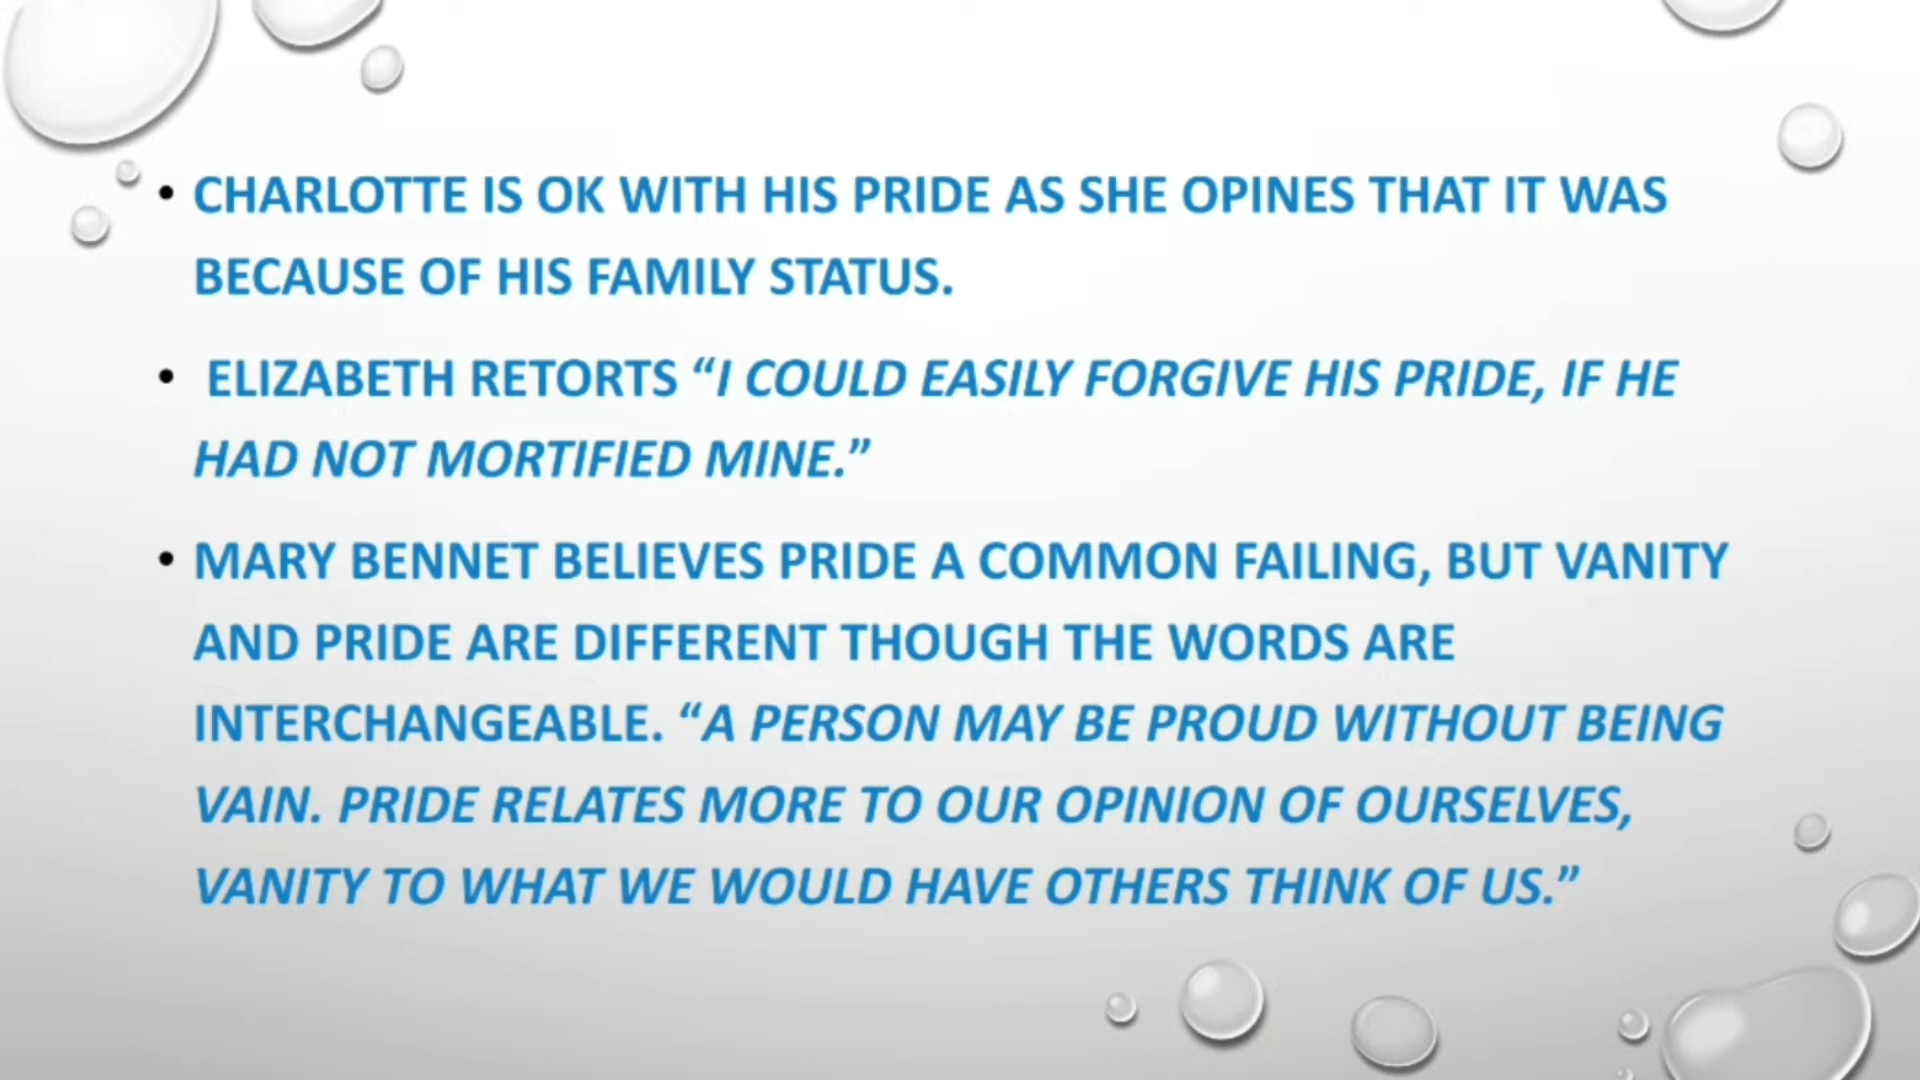 • CHARLOTTE IS OK WITH HIS PRIDE AS SHE OPINES THAT IT WAS
BECAUSE OF HIS FAMILY STATUS.
• ELIZABETH RETORTS “I COULD EASILY FORGIVE HIS PRIDE, IF HE
HAD NOT MORTIFIED MINE.”
• MARY BENNET BELIEVES PRIDE A COMMON FAILING, BUT VANITY
AND PRIDE ARE DIFFERENT THOUGH THE WORDS ARE
INTERCHANGEABLE. “A PERSON MAY BE PROUD WITHOUT BEING
VAIN. PRIDE RELATES MORE TO OUR OPINION OF OURSELVES,
VANITY TO WHAT WE WOULD HAVE OTHERS THINK OF US.”